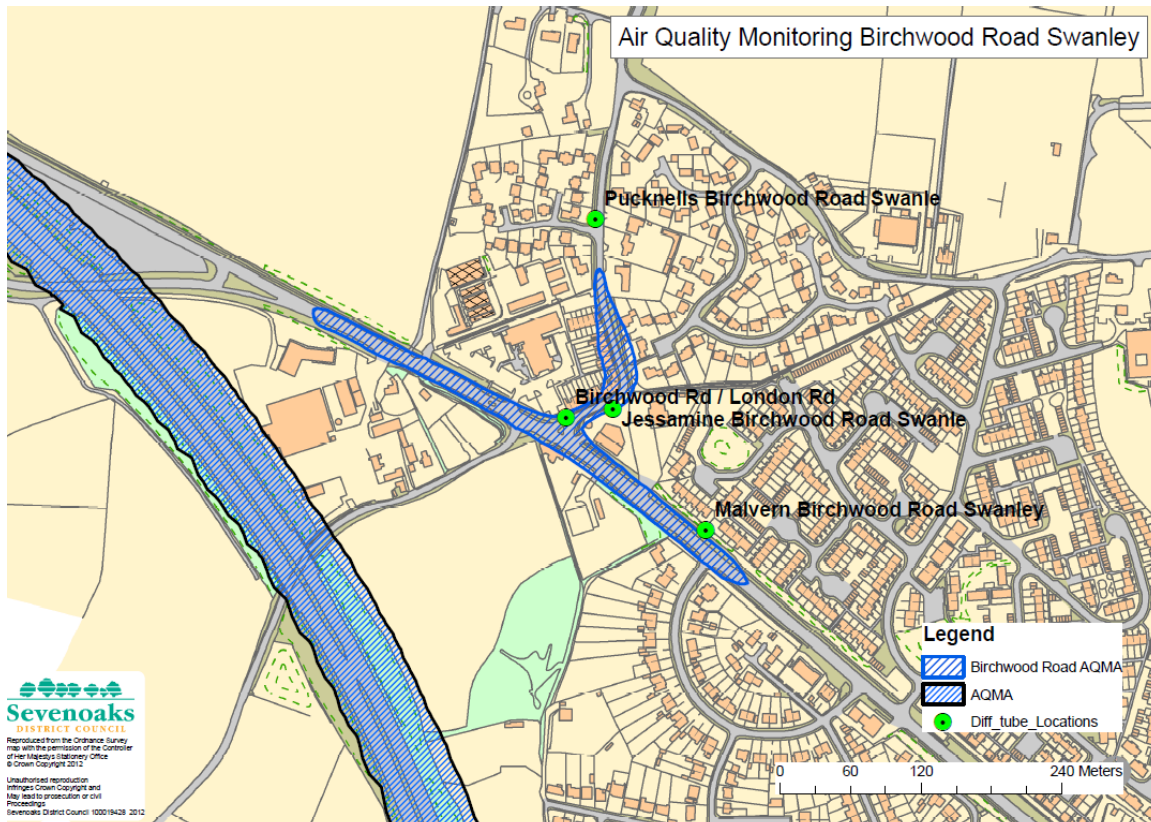 Air Quality Monitoring Birchwood Road Swanley
Pucknells Birchwood Road Swanle
Birchwood Rd / London Rd
Jessamine Birchwood Road Swanle
Malvern Birchwood Road Swanley
Legend
Birchwood Road AQMA
AQMA
Diff_tube_Locations
0 60 120 240 Meters
Sevenoaks
DISTRICT COUNCIL
Reproduced from the Ordnance Survey
map with the permission of the Controller
of Her Majestys Stationery Office
© Crown Copyright 2012
Unauthorised reproduction
Infringes Crown Copyright and
May lead to prosecution or civil
Proceedings
Sevenoaks District Council 100019428 2012